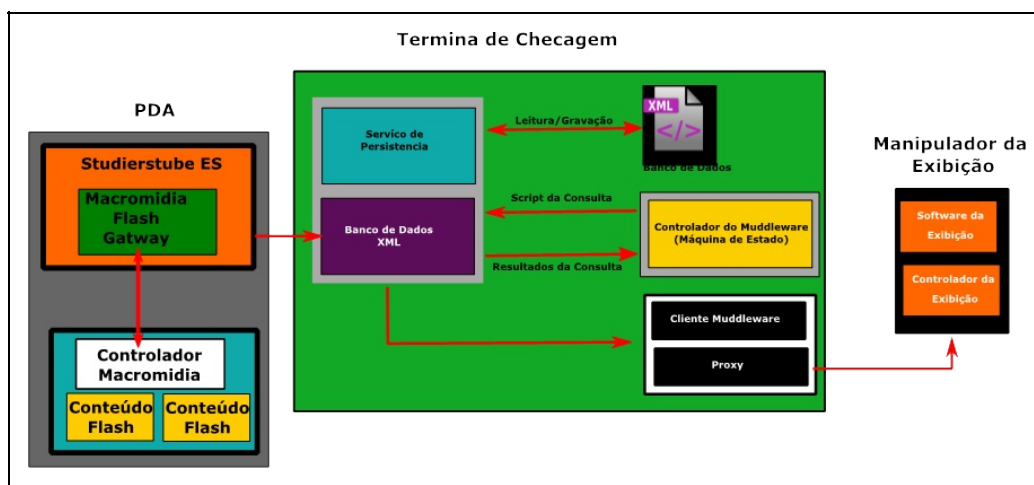 Termina de Checagem
PDA
Studierstube ES
Macromidia
Flash
Gatway
Controlador
Macromidia
Conteúdo
Flash
Conteúdo
Flash
Servico de
Persistencia
Banco de Dados
XML
Leitura/Gravação
XML
</>
Banco de Dados
Script da Consulta
Controlador do Muddleware
(Máquina de Estado)
Resultados da Consulta
Cliente Muddleware
Proxy
Manipulador da
Exibição
Software da
Exibição
Controlador da
Exibição